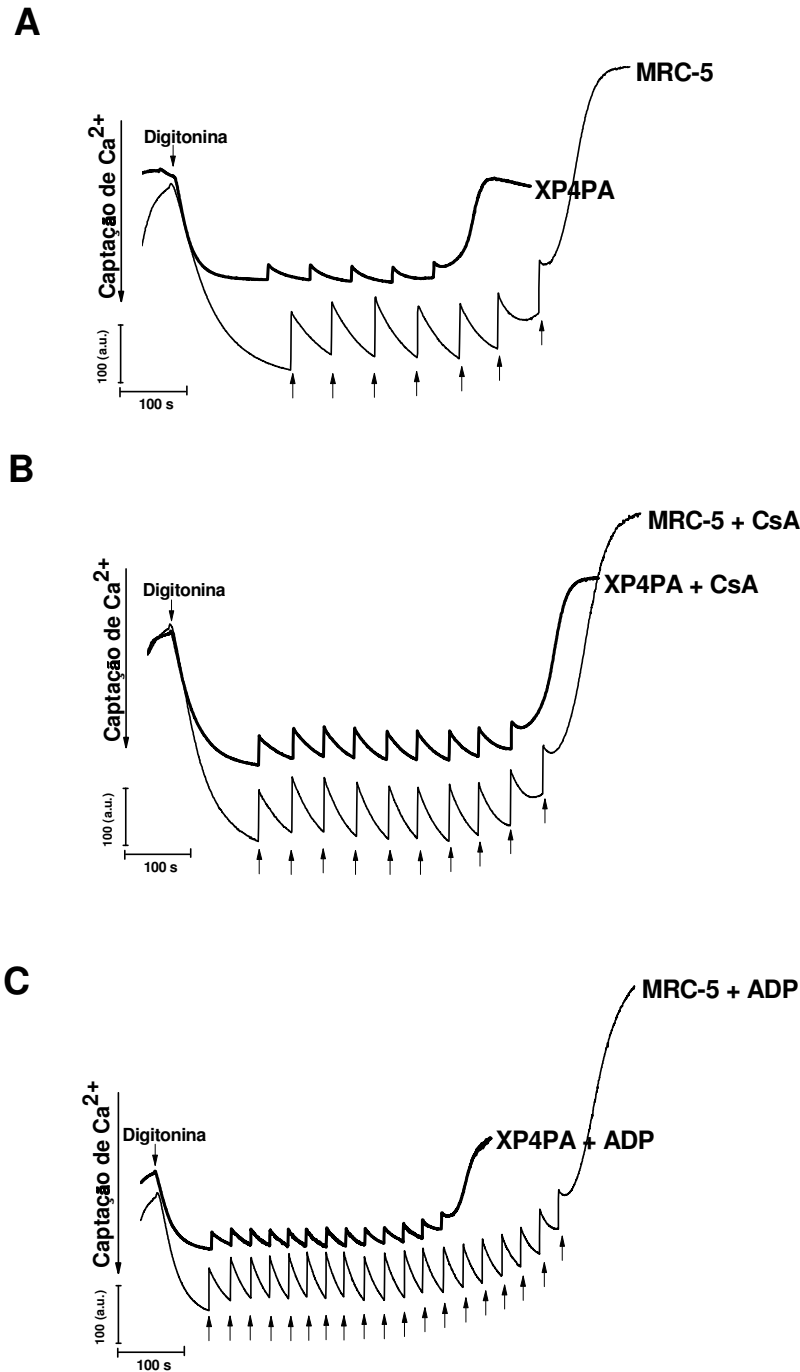 A
MRC-5
Captação de Ca2+
Digitonina
XP4PA
100 (a.u.)
100 s
B
MRC-5 + CsA
Captação de Ca2+
Digitonina
XP4PA + CsA
100 (a.u.)
100 s
C
MRC-5 + ADP
Captação de Ca2+
Digitonina
XP4PA + ADP
100 (a.u.)
100 s